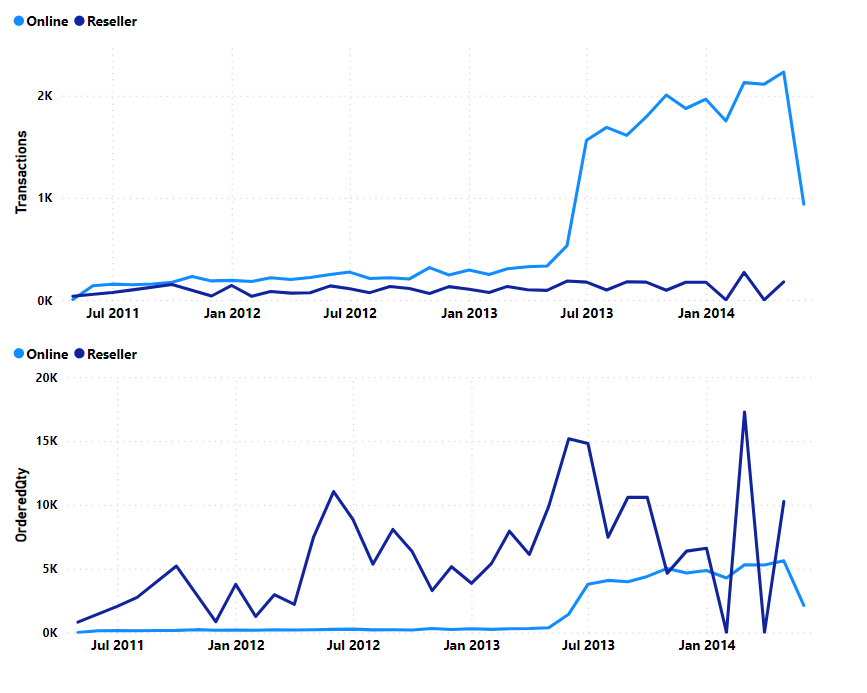 Online Reseller
Transactions
2K
1K
0K
Jul 2011 Jan 2012 Jul 2012 Jan 2013 Jul 2013 Jan 2014
Online Reseller
OrderedQty
20K
15K
10K
5K
0K
Jul 2011 Jan 2012 Jul 2012 Jan 2013 Jul 2013 Jan 2014